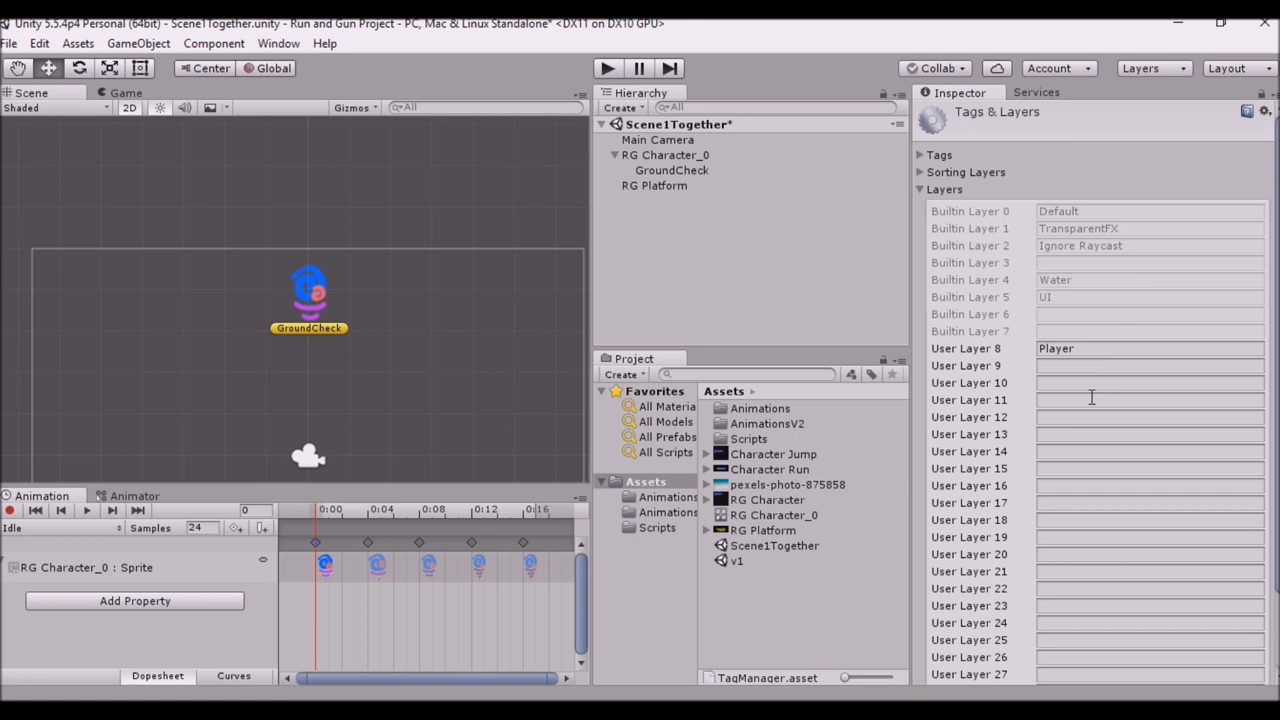 Unity 5.5.4p4 Personal (64bit) - Scene1Together.unity - Run and Gun Project - PC, Mac & Linux Standalone* <DX11 on DX10 GPU>
File Edit Assets GameObject Component Window Help
Center Global Collab Account Layers Layout
Scene Game
Shaded 2D Gizmos All
GroundCheck
Hierarchy
Create All
Scene1Together*
Main Camera
RG Character_0
GroundCheck
RG Platform
Project
Create
Favorites
All Materia
All Models
All Prefabs
All Scripts
Assets
Animations
Animations
Scripts
Assets
Animations
AnimationsV2
Scripts
Character Jump
Character Run
pexels-photo-875858
RG Character
RG Character_0
RG Platform
Scene1Together
v1
TagManager.asset
Animation Animator
0 0:00 0:04 0:08 0:12 0:16
Idle Samples 24
RG Character_0 : Sprite
Add Property
Dopesheet Curves
Inspector Services
Tags & Layers
Tags
Sorting Layers
Layers
Builtin Layer 0 Default
Builtin Layer 1 TransparentFX
Builtin Layer 2 Ignore Raycast
Builtin Layer 3
Builtin Layer 4 Water
Builtin Layer 5 UI
Builtin Layer 6
Builtin Layer 7
User Layer 8 Player
User Layer 9
User Layer 10
User Layer 11
User Layer 12
User Layer 13
User Layer 14
User Layer 15
User Layer 16
User Layer 17
User Layer 18
User Layer 19
User Layer 20
User Layer 21
User Layer 22
User Layer 23
User Layer 24
User Layer 25
User Layer 26
User Layer 27